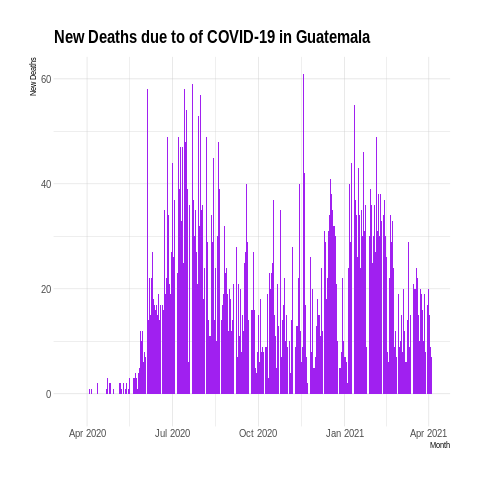 New Deaths due to of COVID-19 in Guatemala
New Deaths
60
40
20
0
Apr 2020 Jul 2020 Oct 2020 Jan 2021 Apr 2021
Month